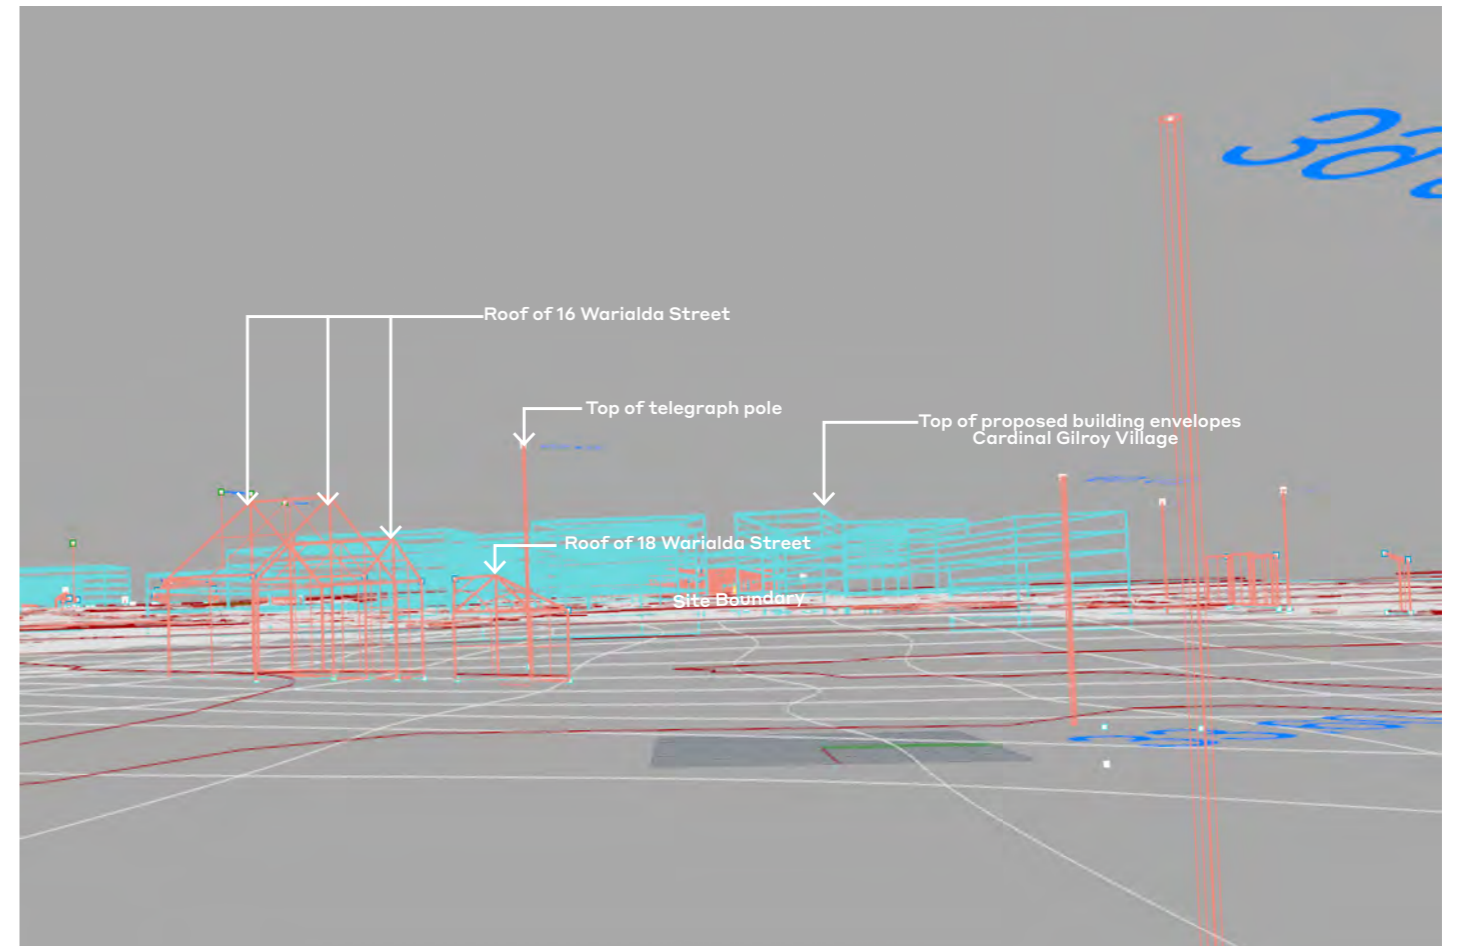 Roof of 16 Warialda Street
Top of telegraph pole
Top of proposed building envelopes
Cardinal Gilroy Village
Roof of 18 Warialda Street
Site Boundary